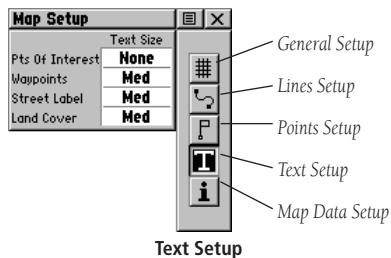 Map Setup
Text Size
Pts Of Interest None
Waypoints Med
Street Label Med
Land Cover Med
General Setup
Lines Setup
Points Setup
Text Setup
Map Data Setup
Text Setup